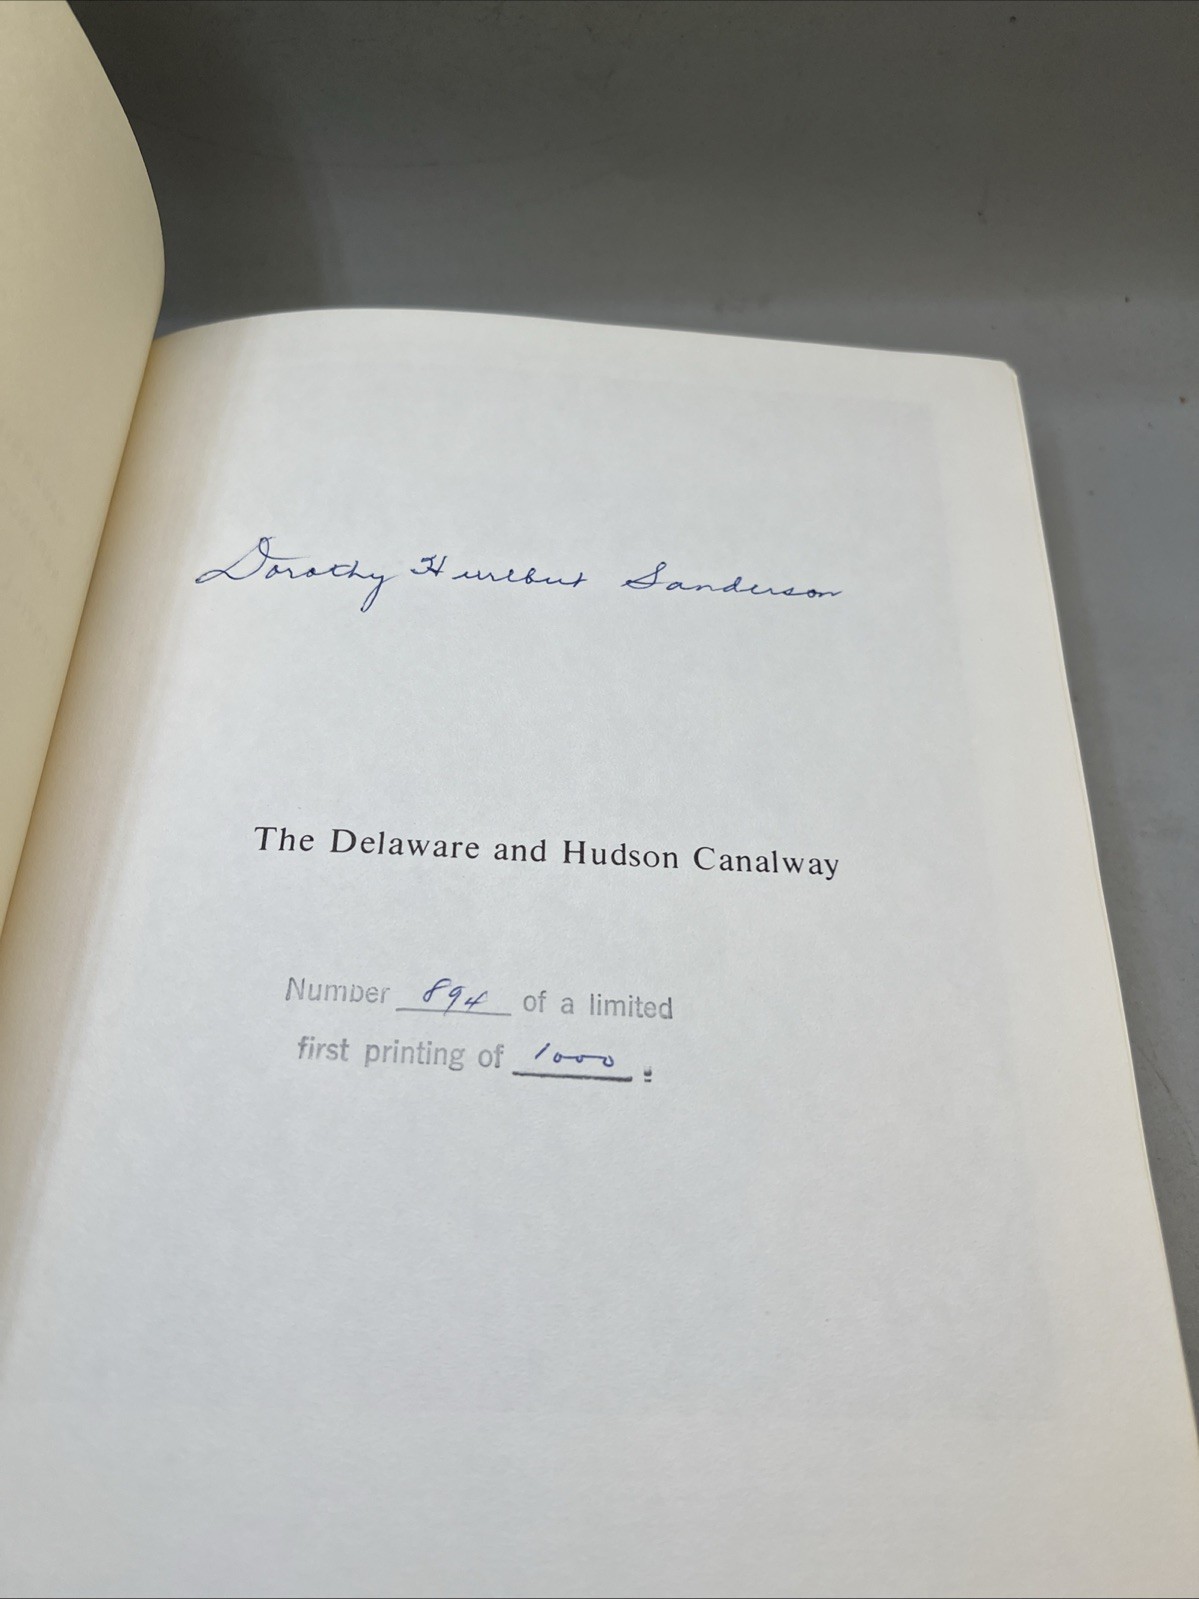 Dorothy Hurlbut Sanderson
The Delaware and Hudson Canalway
Number 894 of a limited
first printing of 1000.